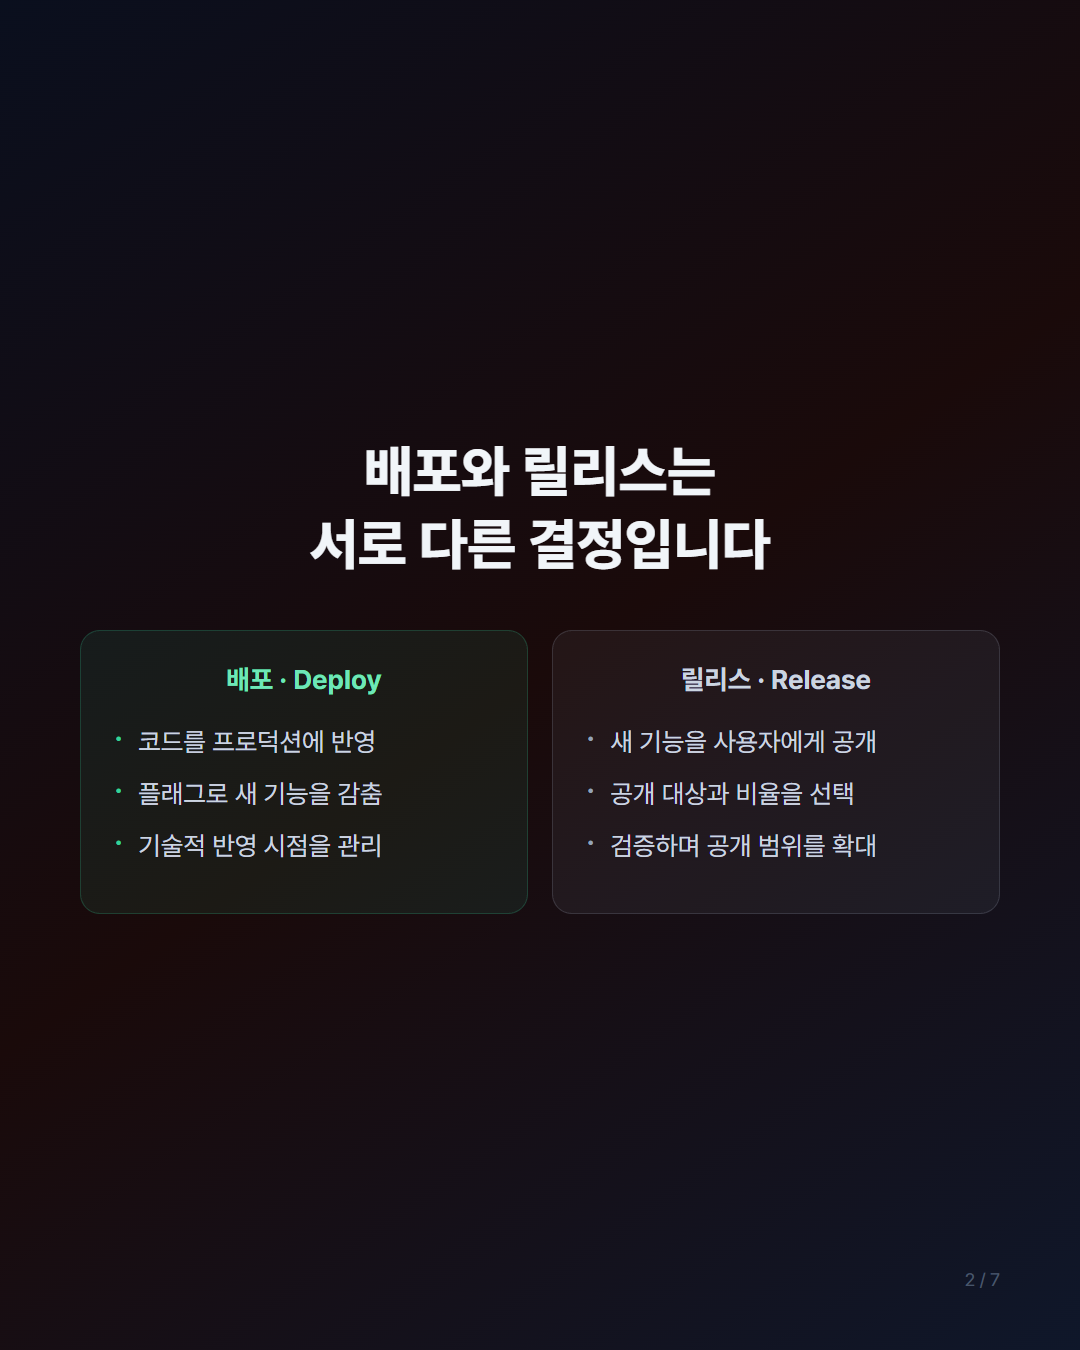 배포와 릴리스는
서로 다른 결정입니다
배포 · Deploy
• 코드를 프로덕션에 반영
• 플래그로 새 기능을 감춤
• 기술적 반영 시점을 관리
릴리스 · Release
• 새 기능을 사용자에게 공개
• 공개 대상과 비율을 선택
• 검증하며 공개 범위를 확대
2 / 7